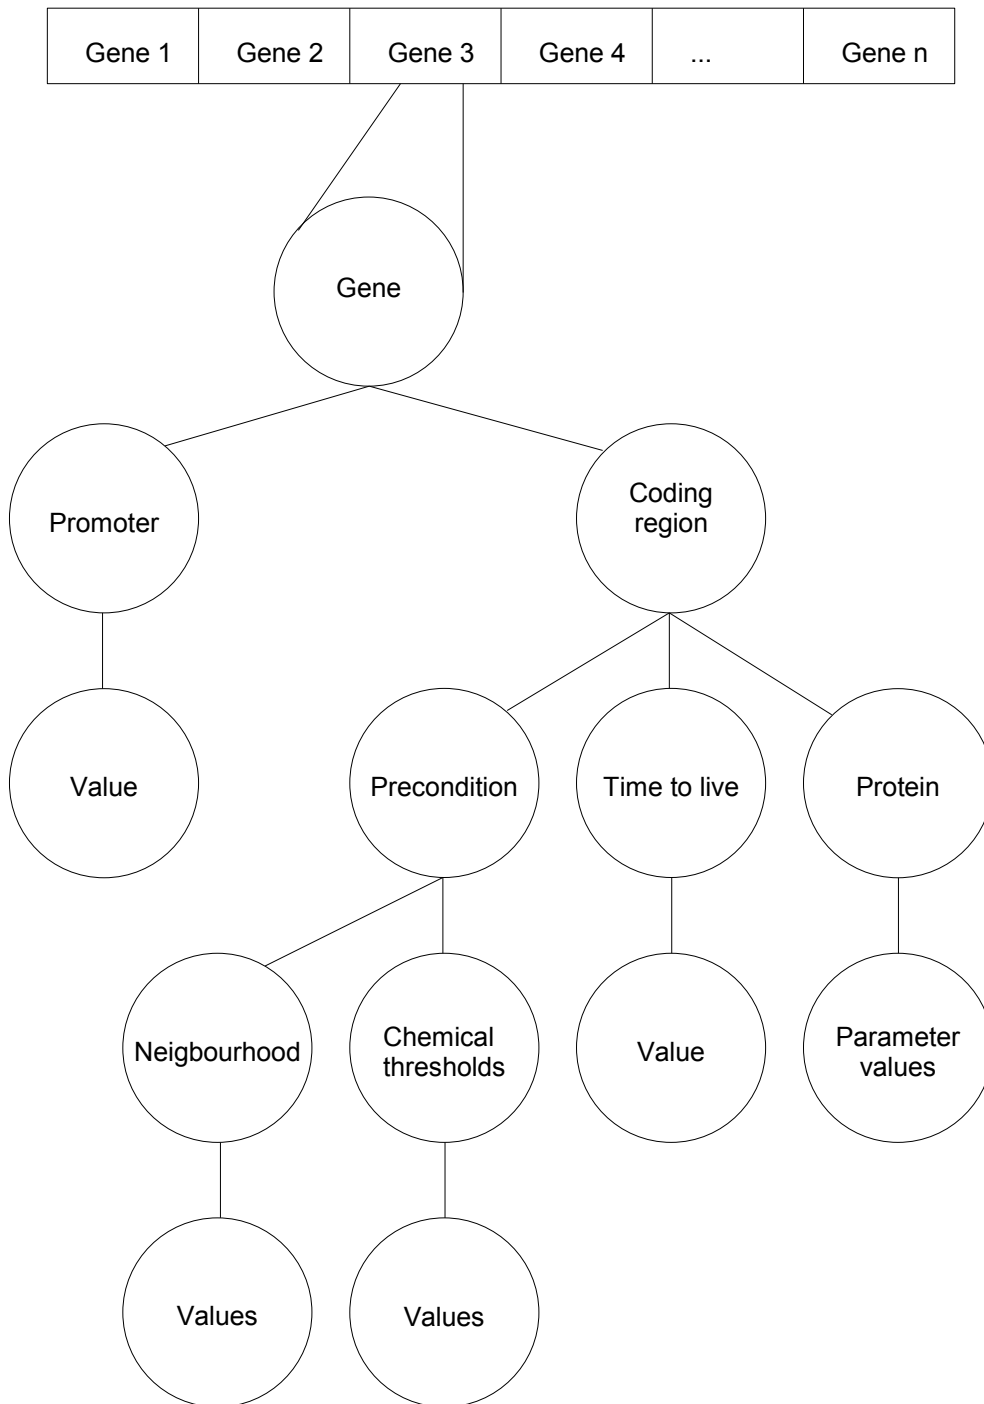 Gene 1 Gene 2 Gene 3 Gene 4 ... Gene n
Gene
Promoter
Coding
region
Value
Precondition
Time to live
Protein
Neigbourhood
Chemical
thresholds
Value
Parameter
values
Values
Values